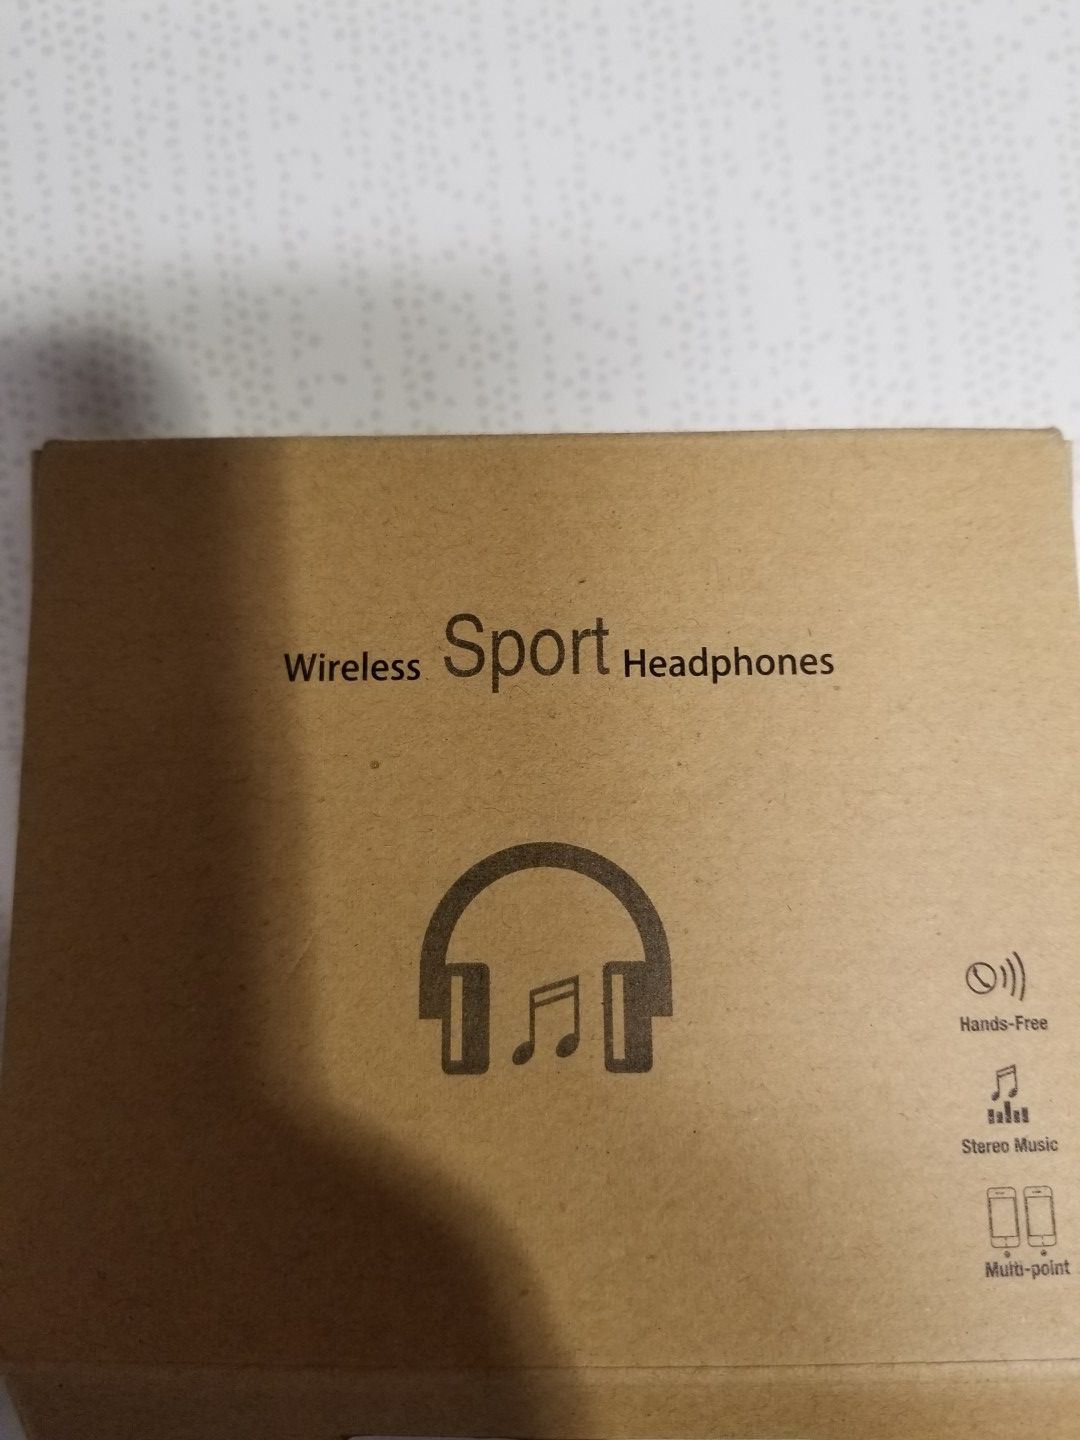 Wireless Sport Headphones
Hands-Free
Stereo Music
Multi-point